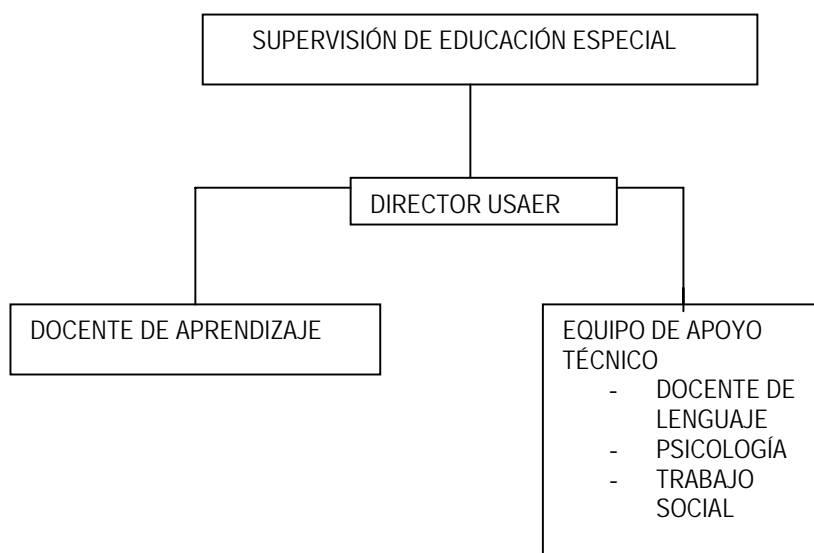 SUPERVISIÓN DE EDUCACIÓN ESPECIAL
DIRECTOR USAER
DOCENTE DE APRENDIZAJE
EQUIPO DE APOYO
TÉCNICO
- DOCENTE DE
LENGUAJE
- PSICOLOGÍA
- TRABAJO
SOCIAL